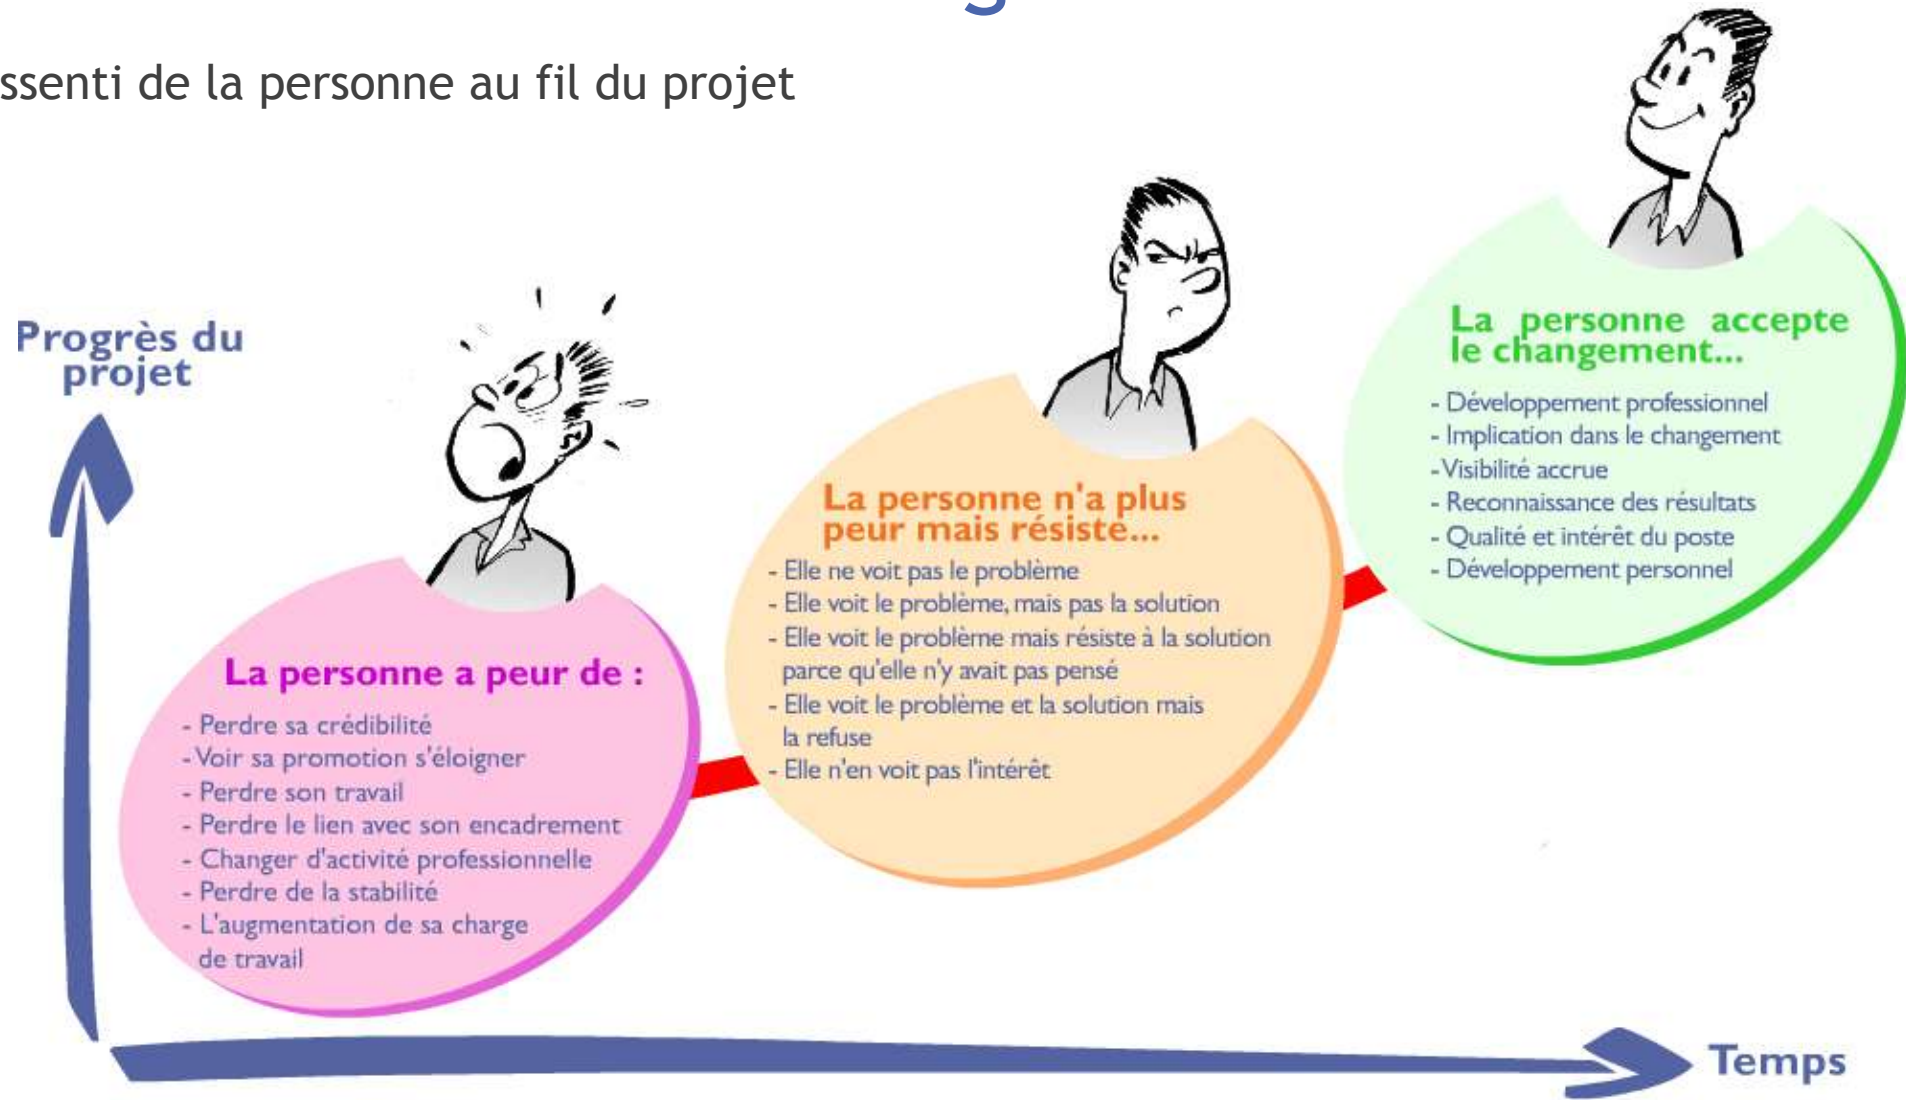 ssenti de la personne au fil du projet
Progrès du
projet
La personne a peur de :
- Perdre sa crédibilité
- Voir sa promotion s'éloigner
- Perdre son travail
- Perdre le lien avec son encadrement
- Changer d'activité professionnelle
- Perdre de la stabilité
- L'augmentation de sa charge
de travail
La personne n'a plus
peur mais résiste...
- Elle ne voit pas le problème
- Elle voit le problème, mais pas la solution
- Elle voit le problème mais résiste à la solution
parce qu'elle n'y avait pas pensé
- Elle voit le problème et la solution mais
la refuse
- Elle n'en voit pas l'intérêt
La personne accepte
le changement...
- Développement professionnel
- Implication dans le changement
- Visibilité accrue
- Reconnaissance des résultats
- Qualité et intérêt du poste
- Développement personnel
Temps